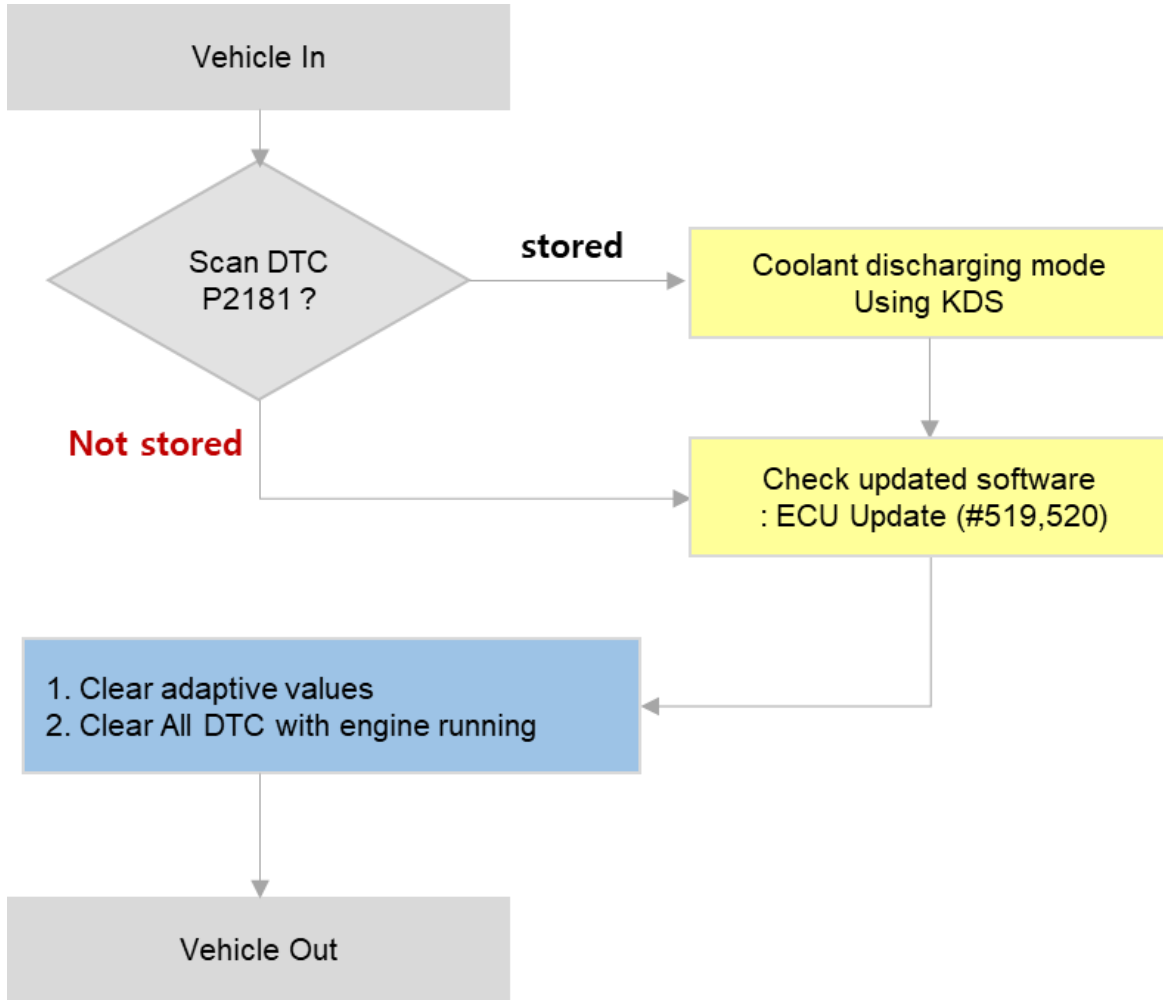 Vehicle In
Scan DTC
P2181 ?
stored
Coolant discharging mode
Using KDS
Not stored
Check updated software
: ECU Update (#519,520)
1. Clear adaptive values
2. Clear All DTC with engine running
Vehicle Out